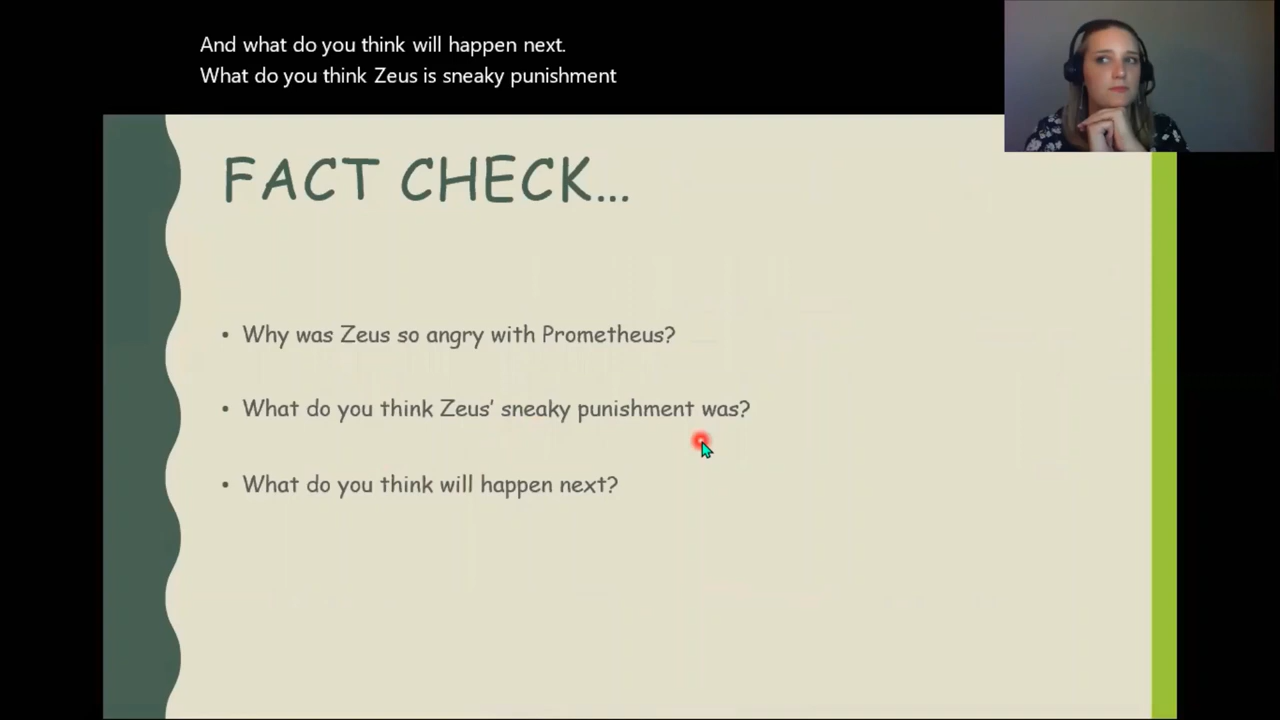 And what do you think will happen next.
What do you think Zeus is sneaky punishment
FACT CHECK...
• Why was Zeus so angry with Prometheus?
• What do you think Zeus’ sneaky punishment was?
• What do you think will happen next?